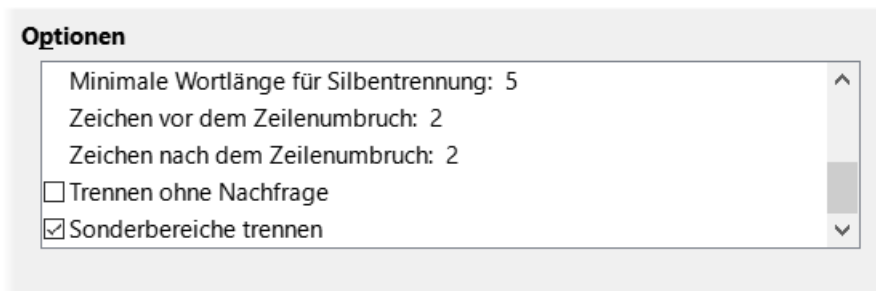 Optionen
Minimale Wortlänge für Silbentrennung: 5
Zeichen vor dem Zeilenumbruch: 2
Zeichen nach dem Zeilenumbruch: 2
Trennen ohne Nachfrage
Sonderbereiche trennen